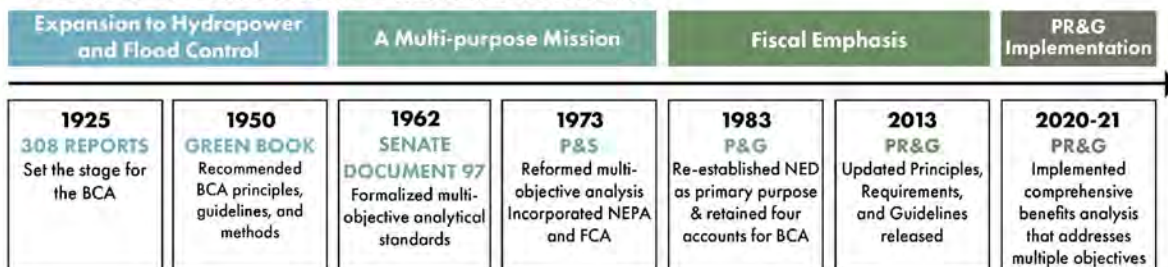 Expansion to Hydropower
and Flood Control
A Multi-purpose Mission
Fiscal Emphasis
PR&G
Implementation
1925
308 REPORTS
Set the stage for
the BCA
1950
GREEN BOOK
Recommended
BCA principles,
guidelines, and
methods
1962
SENATE
DOCUMENT 97
Formalized multi-
objective analytical
standards
1973
P&S
Reformed multi-
objective analysis
Incorporated NEPA
and FCA
1983
P&G
Re-established NED
as primary purpose
& retained four
accounts for BCA
2013
PR&G
Updated Principles,
Requirements,
and Guidelines
released
2020-21
PR&G
Implemented
comprehensive
benefits analysis
that addresses
multiple objectives